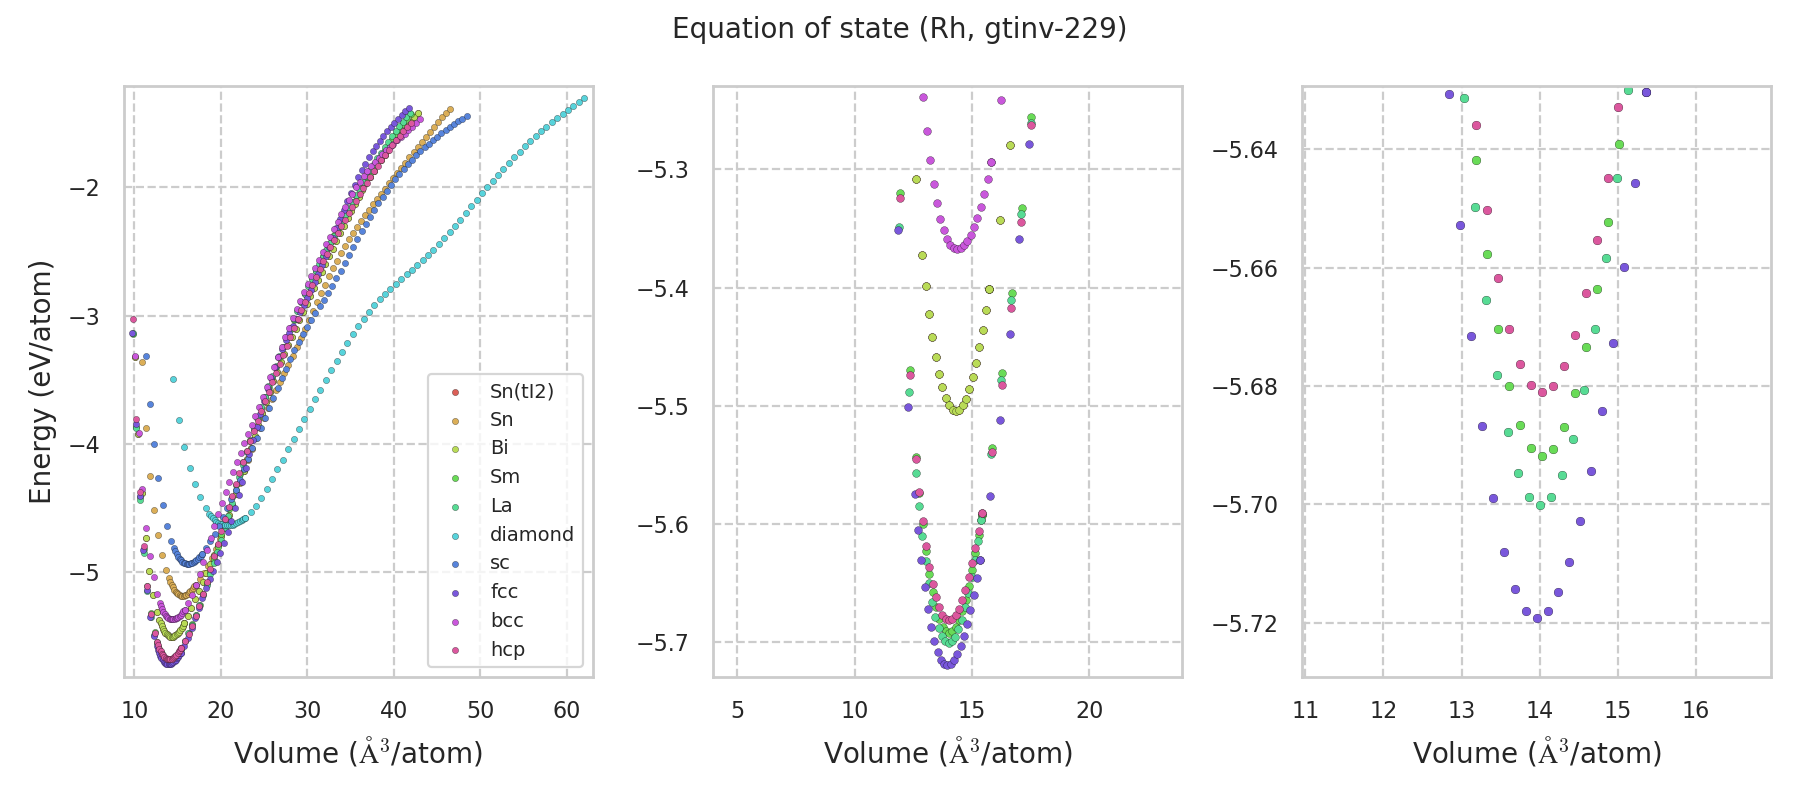 Equation of state (Rh, gtinv-229)
Energy (eV/atom)
−2
−3
−4
−5
10 20 30 40 50 60
Volume (Å³/atom)
Sn(tI2)
Sn
Bi
Sm
La
diamond
sc
fcc
bcc
hcp
−5.3
−5.4
−5.5
−5.6
−5.7
5 10 15 20
Volume (Å³/atom)
−5.64
−5.66
−5.68
−5.70
−5.72
11 12 13 14 15 16
Volume (Å³/atom)